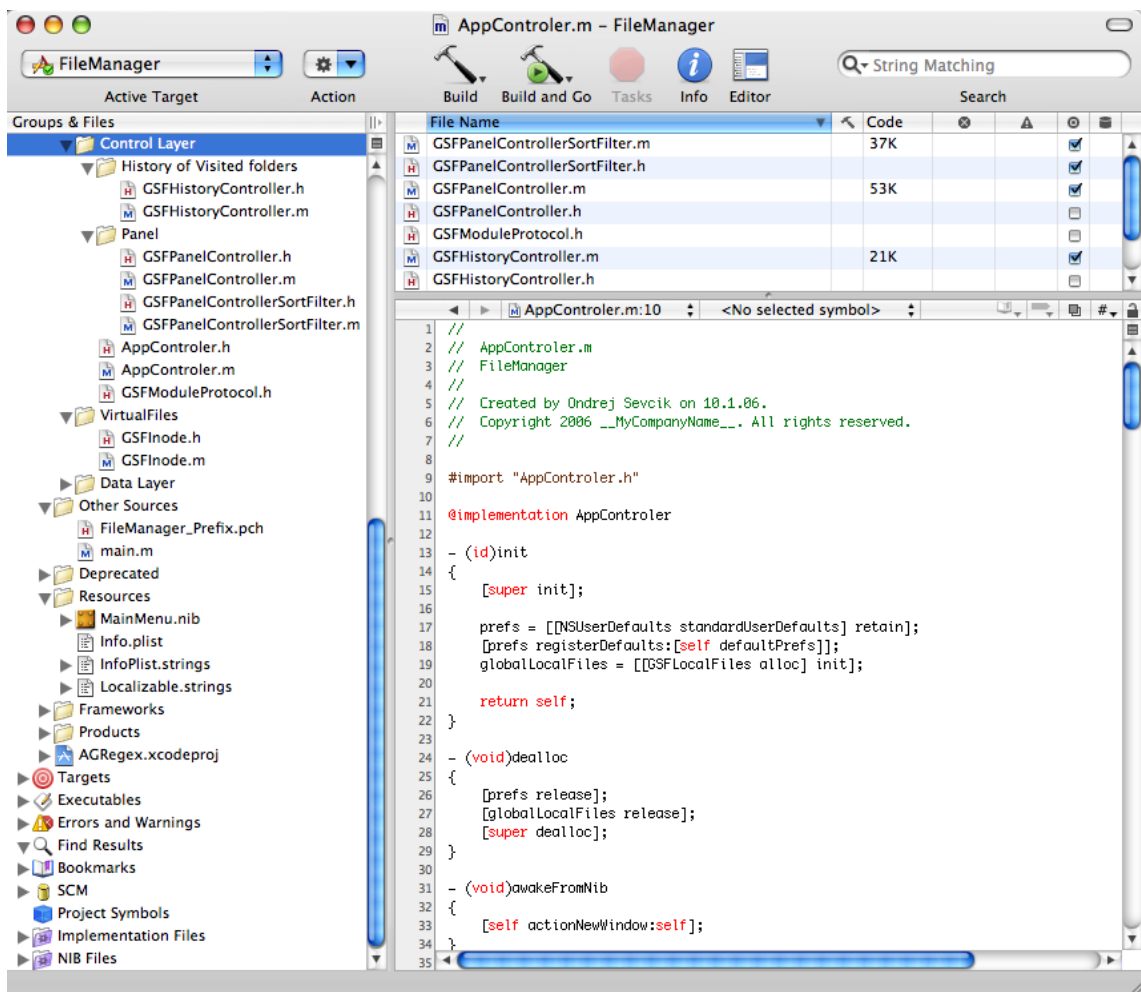 AppControler.m – FileManager
FileManager
String Matching
Active Target Action Build Build and Go Tasks Info Editor Search
Groups & Files
Control Layer
History of Visited folders
GSFHistoryController.h
GSFHistoryController.m
Panel
GSFPanelController.h
GSFPanelController.m
GSFPanelControllerSortFilter.h
GSFPanelControllerSortFilter.m
AppControler.h
AppControler.m
GSFModuleProtocol.h
VirtualFiles
GSFInode.h
GSFInode.m
Data Layer
Other Sources
FileManager_Prefix.pch
main.m
Deprecated
Resources
MainMenu.nib
Info.plist
InfoPlist.strings
Localizable.strings
Frameworks
Products
AGRegex.xcodeproj
Targets
Executables
Errors and Warnings
Find Results
Bookmarks
SCM
Project Symbols
Implementation Files
NIB Files
File Name Code
GSFPanelControllerSortFilter.m 37K
GSFPanelControllerSortFilter.h
GSFPanelController.m 53K
GSFPanelController.h
GSFModuleProtocol.h
GSFHistoryController.m 21K
GSFHistoryController.h
AppControler.m:10 <No selected symbol> #
1 //
2 // AppControler.m
3 // FileManager
4 //
5 // Created by Ondrej Sevcik on 10.1.06.
6 // Copyright 2006 __MyCompanyName__. All rights reserved.
7 //
8
9 #import "AppControler.h"
10
11 @implementation AppControler
12
13 - (id)init
14 {
15 [super init];
16
17 prefs = [[NSUserDefaults standardUserDefaults] retain];
18 [prefs registerDefaults:[self defaultPrefs]];
19 globalLocalFiles = [[GSFLocalFiles alloc] init];
20
21 return self;
22 }
23
24 - (void)dealloc
25 {
26 [prefs release];
27 [globalLocalFiles release];
28 [super dealloc];
29 }
30
31 - (void)awakeFromNib
32 {
33 [self actionNewWindow:self];
34 }
35